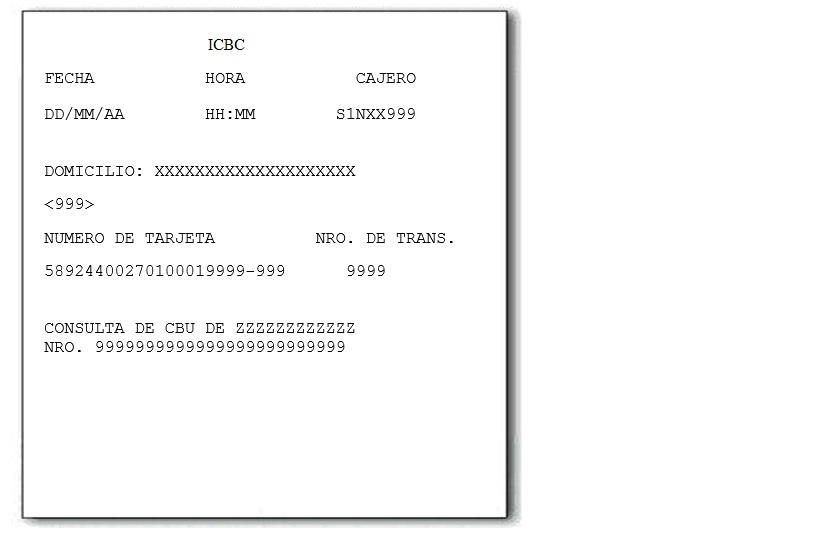 ICBC
FECHA HORA CAJERO
DD/MM/AA HH:MM S1NXX999
DOMICILIO: XXXXXXXXXXXXXXXXXXXX
<999>
NUMERO DE TARJETA NRO. DE TRANS.
58924400270100019999-999 9999
CONSULTA DE CBU DE ZZZZZZZZZZZZ
NRO. 9999999999999999999999999